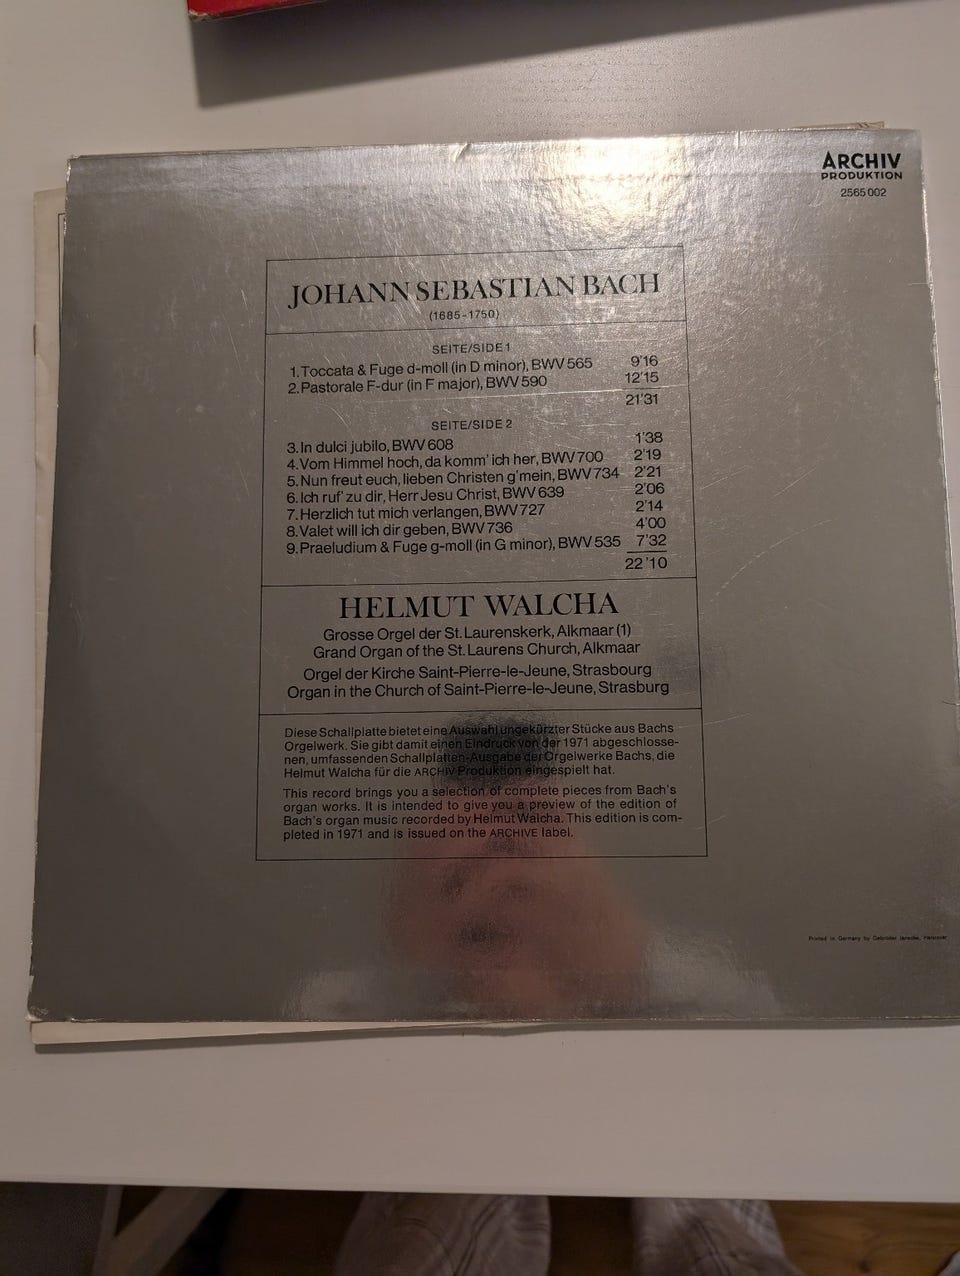 ARCHIV
PRODUKTION
2565 002
JOHANN SEBASTIAN BACH
(1685-1750)
SEITE/SIDE 1
1. Toccata & Fuge d-moll (in D minor), BWV 565 9'16
2. Pastorale F-dur (in F major), BWV 590 12'15
21'31
SEITE/SIDE 2
3. In dulci jubilo, BWV 608 1'38
4. Vom Himmel hoch, da komm' ich her, BWV 700 2'19
5. Nun freut euch, lieben Christen g'mein, BWV 734 2'21
6. Ich ruf' zu dir, Herr Jesu Christ, BWV 639 2'06
7. Herzlich tut mich verlangen, BWV 727 2'14
8. Valet will ich dir geben, BWV 736 4'00
9. Praeludium & Fuge g-moll (in G minor), BWV 535 7'32
22'10
HELMUT WALCHA
Grosse Orgel der St. Laurenskerk, Alkmaar (1)
Grand Organ of the St. Laurens Church, Alkmaar
Orgel der Kirche Saint-Pierre-le-Jeune, Strasbourg
Organ in the Church of Saint-Pierre-le-Jeune, Strasburg
Diese Schallplatte bietet eine Auswahl ungekürzter Stücke aus Bachs
Orgelwerk. Sie gibt damit einen Eindruck von der 1971 abgeschlosse-
nen, umfassenden Schallplatten-Ausgabe der Orgelwerke Bachs, die
Helmut Walcha für die ARCHIV Produktion eingespielt hat.
This record brings you a selection of complete pieces from Bach's
organ works. It is intended to give you a preview of the edition of
Bach's organ music recorded by Helmut Walcha. This edition is com-
pleted in 1971 and is issued on the ARCHIVE label.
Printed in Germany by Gebrüder Jänecke, Hannover